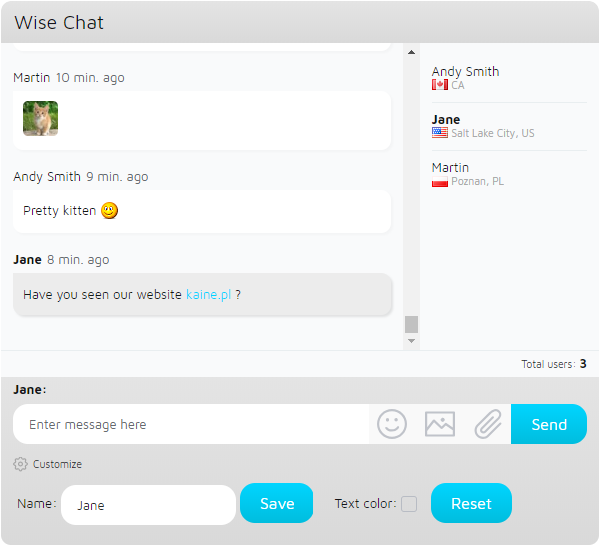 Wise Chat
Martin 10 min. ago
Andy Smith 9 min. ago
Pretty kitten
Jane 8 min. ago
Have you seen our website kaine.pl ?
Andy Smith
CA
Jane
Salt Lake City, US
Martin
Poznan, PL
Total users: 3
Jane:
Enter message here
Send
Customize
Name: Jane Save Text color: Reset